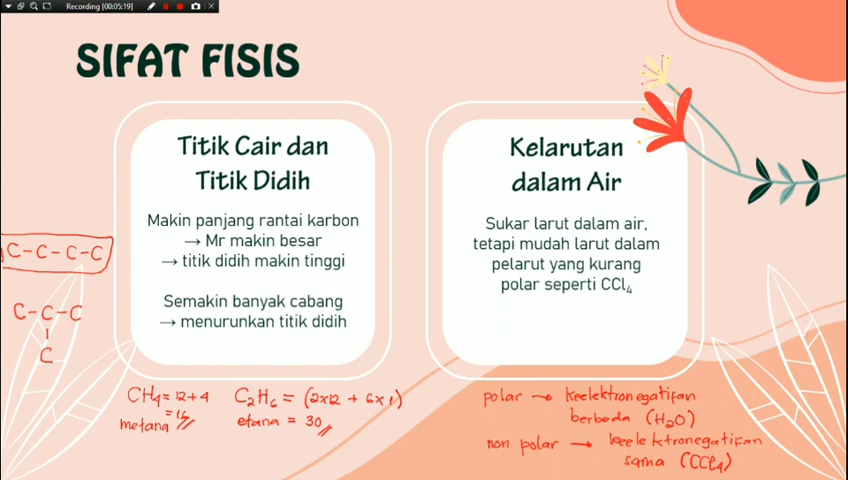 Recording [00:05:19]
SIFAT FISIS
Titik Cair dan
Titik Didih
Makin panjang rantai karbon
→ Mr makin besar
→ titik didih makin tinggi
Semakin banyak cabang
→ menurunkan titik didih
Kelarutan
dalam Air
Sukar larut dalam air,
tetapi mudah larut dalam
pelarut yang kurang
polar seperti CCl₄
C-C-C-C
C-C-C
|
C
CH₄ = 12+4
= 16
metana
C₂H₆ = (2x12 + 6x1)
etana = 30
polar → keelektronegatifan
berbeda (H₂O)
non polar → keelektronegatifan
sama (CCl₄)